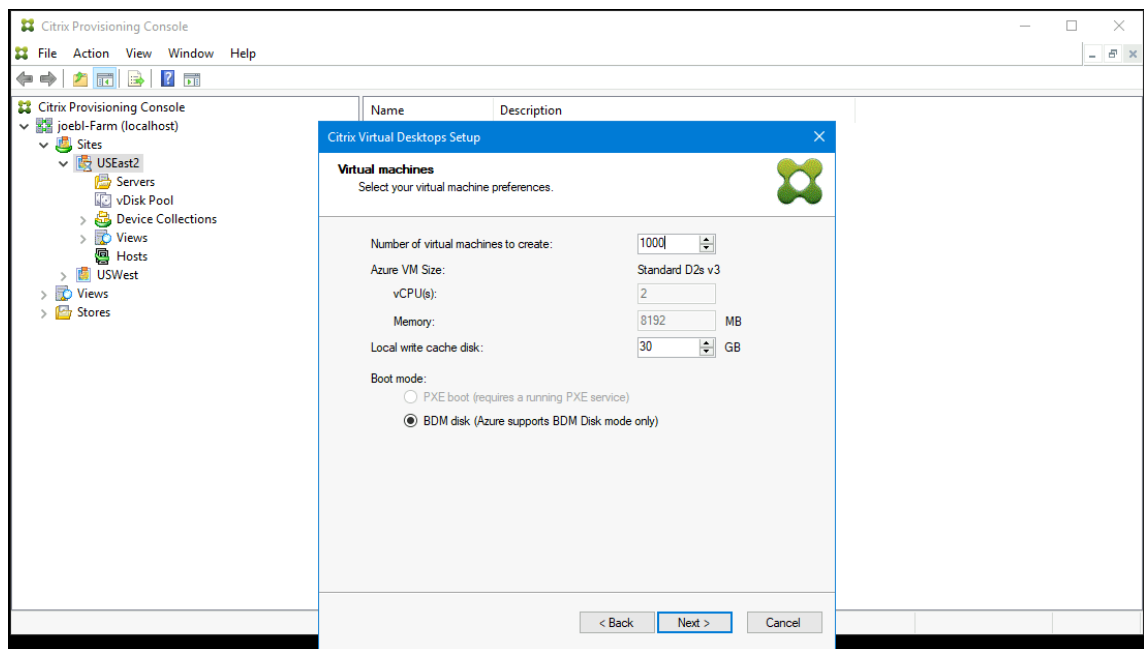 Citrix Provisioning Console
File Action View Window Help
Citrix Provisioning Console
joebl-Farm (localhost)
Sites
USEast2
Servers
vDisk Pool
Device Collections
Views
Hosts
USWest
Views
Stores
Name Description
Citrix Virtual Desktops Setup
Virtual machines
Select your virtual machine preferences.
Number of virtual machines to create: 1000
Azure VM Size: Standard D2s v3
vCPU(s): 2
Memory: 8192 MB
Local write cache disk: 30 GB
Boot mode:
PXE boot (requires a running PXE service)
BDM disk (Azure supports BDM Disk mode only)
< Back Next > Cancel